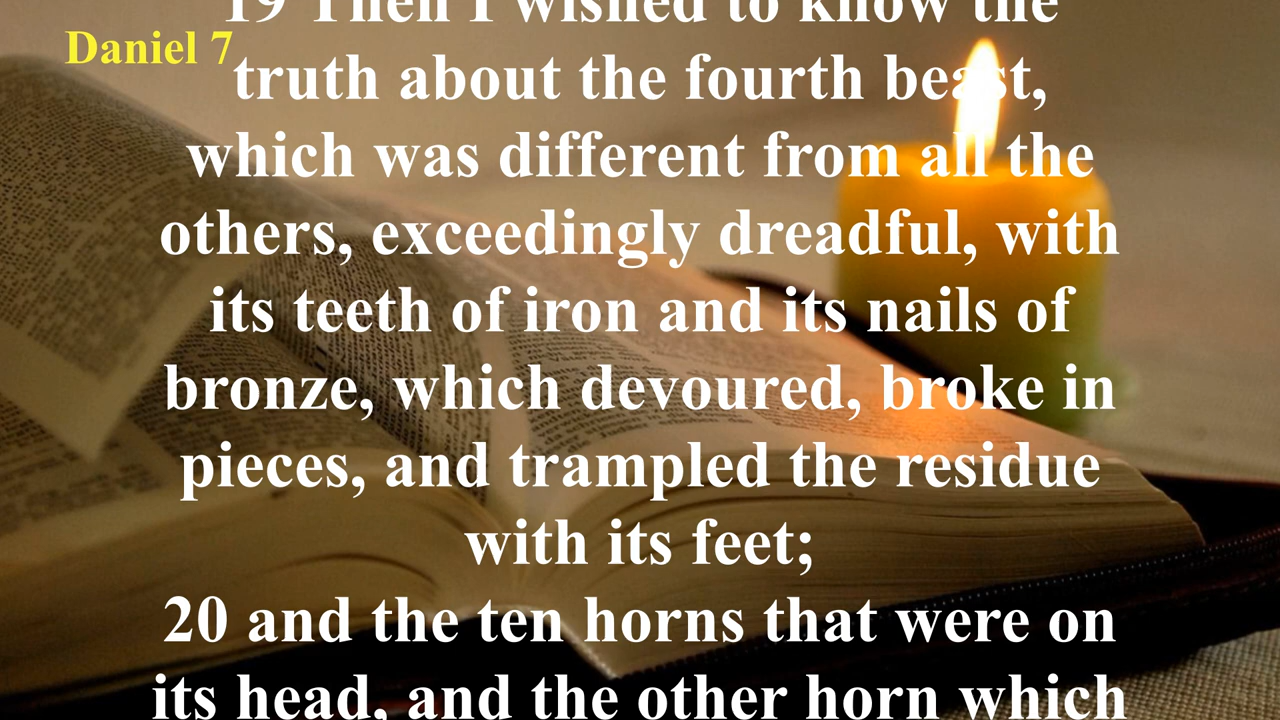 19 Then I wished to know the
Daniel 7
truth about the fourth beast,
which was different from all the
others, exceedingly dreadful, with
its teeth of iron and its nails of
bronze, which devoured, broke in
pieces, and trampled the residue
with its feet;
20 and the ten horns that were on
its head, and the other horn which